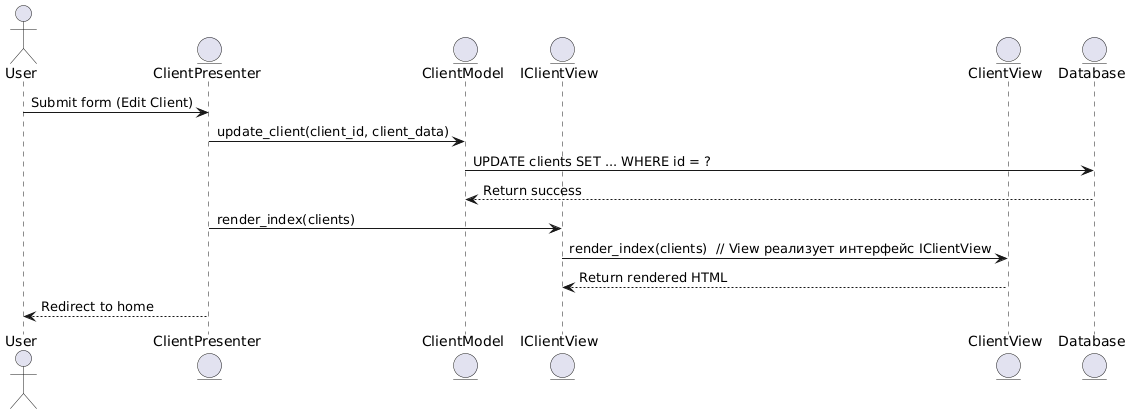 User
ClientPresenter
ClientModel
IClientView
ClientView
Database
Submit form (Edit Client)
update_client(client_id, client_data)
UPDATE clients SET ... WHERE id = ?
Return success
render_index(clients)
render_index(clients)  // View реализует интерфейс IClientView
Return rendered HTML
Redirect to home
User
ClientPresenter
ClientModel
IClientView
ClientView
Database